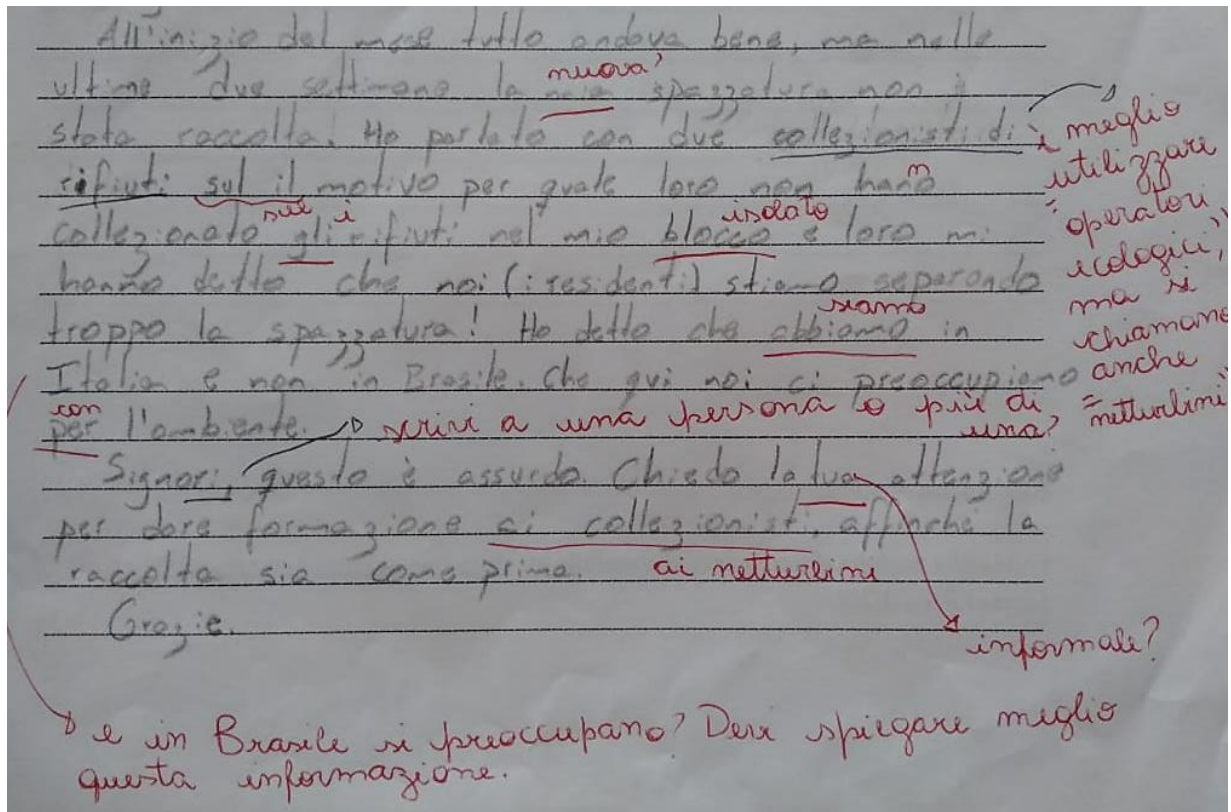 All'inizio del mese tutto andava bene, ma nelle
nuova?
ultime due settimane la mia spazzatura non è
stata raccolta. Ho parlato con due collezionisti di
rifiuti sul il motivo per quale loro non hano
n
sui i
isolato
collezionato gli rifiuti nel mio blocco e loro mi
hanno detto che noi (i residenti) stiamo separando
siamo
troppo la spazzatura! Ho detto che abbiamo in
Italia e non in Brasile. Che qui noi ci preoccupiamo
con
per l'ambiente.
scrivi a una persona o più di
una?
Signori, questo è assurdo. Chiedo la tua attenzione
per dare formazione ai collezionisti, affinché la
raccolta sia come prima.
ai netturbini
Grazie.
è meglio
utilizzare
"operatori
ecologici",
ma si
chiamano
anche
"netturbini"
informale?
e in Brasile si preoccupano? Devi spiegare meglio
questa informazione.